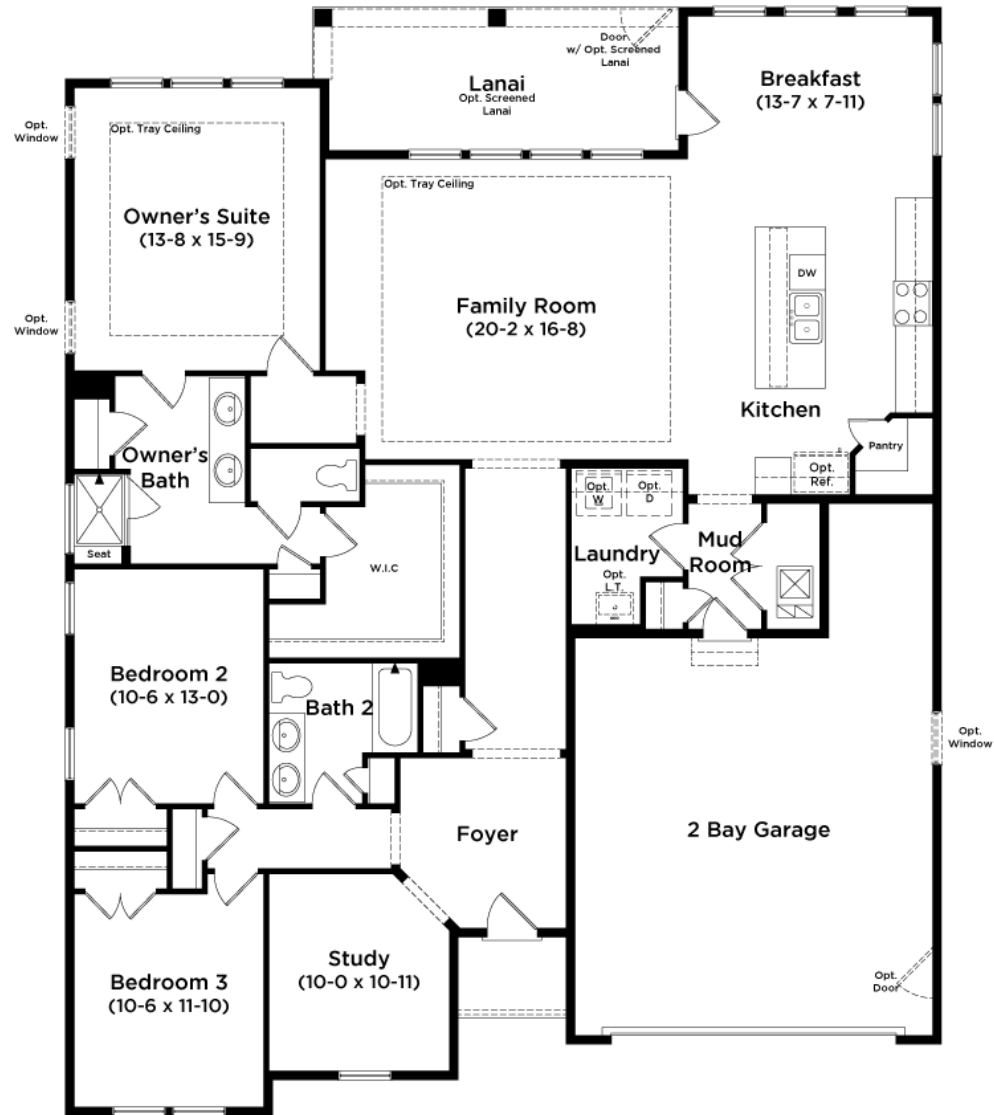 Door
w/ Opt. Screened
Lanai
Lanai
Opt. Screened
Lanai
Breakfast
(13-7 x 7-11)
Opt.
Window
Opt. Tray Ceiling
Owner's Suite
(13-8 x 15-9)
Opt.
Window
Opt. Tray Ceiling
Family Room
(20-2 x 16-8)
DW
Kitchen
Pantry
Opt.
Ref.
Owner's
Bath
Seat
W.I.C
Opt.
W
Opt.
D
Laundry
Opt.
L.T.
Mud
Room
Bedroom 2
(10-6 x 13-0)
Bath 2
Opt.
Window
Foyer
2 Bay Garage
Bedroom 3
(10-6 x 11-10)
Study
(10-0 x 10-11)
Opt.
Door